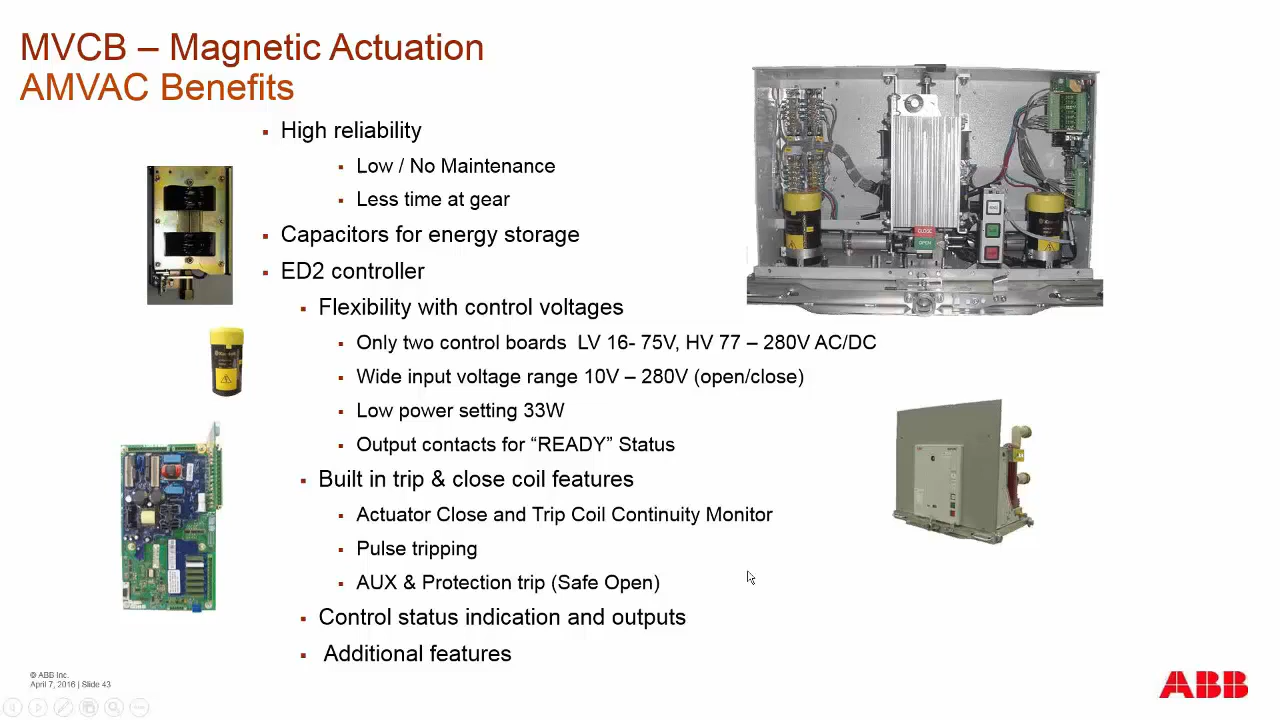 MVCB – Magnetic Actuation
AMVAC Benefits
High reliability
Low / No Maintenance
Less time at gear
Capacitors for energy storage
ED2 controller
Flexibility with control voltages
Only two control boards  LV 16- 75V, HV 77 – 280V AC/DC
Wide input voltage range 10V – 280V (open/close)
Low power setting 33W
Output contacts for “READY” Status
Built in trip & close coil features
Actuator Close and Trip Coil Continuity Monitor
Pulse tripping
AUX & Protection trip (Safe Open)
Control status indication and outputs
Additional features
CLOSE
OPEN
© ABB Inc.
April 7, 2016 | Slide 43
ABB